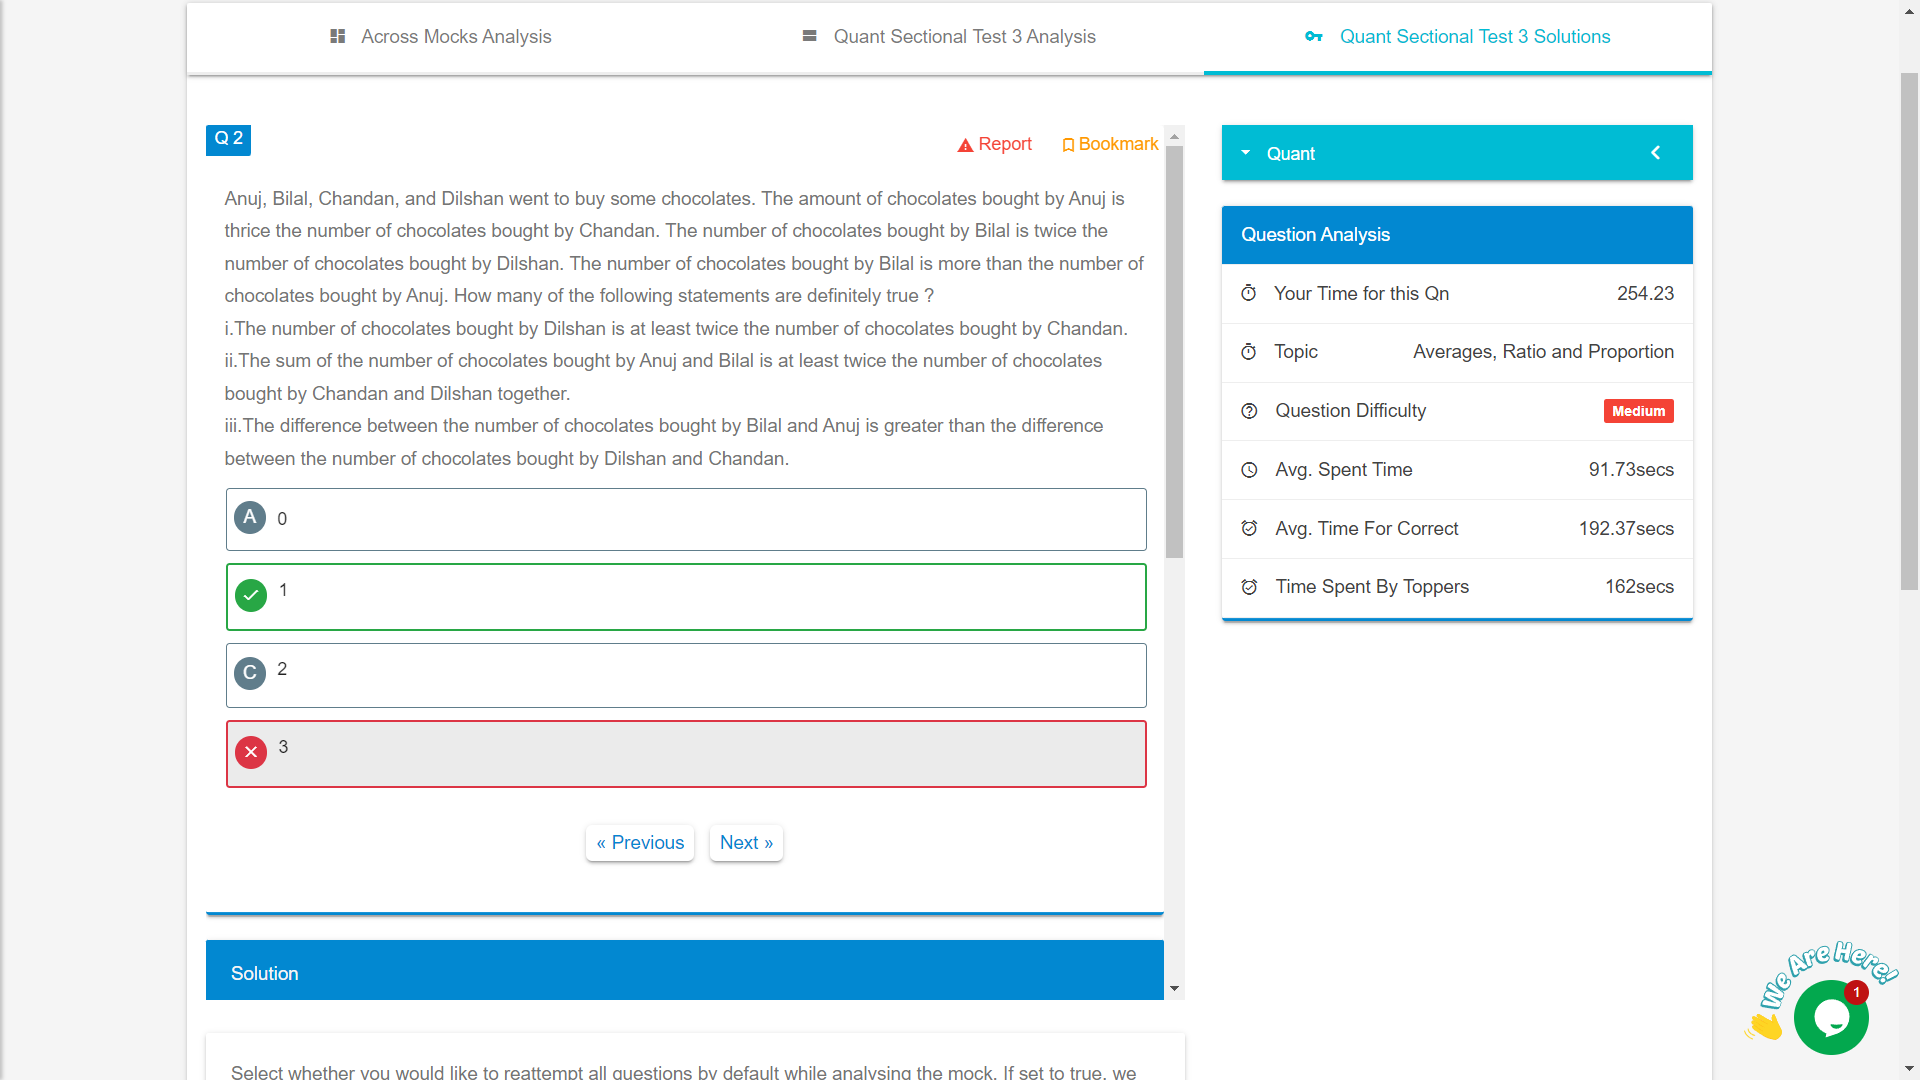 Across Mocks Analysis
Quant Sectional Test 3 Analysis
Quant Sectional Test 3 Solutions
Q 2
Report
Bookmark
Anuj, Bilal, Chandan, and Dilshan went to buy some chocolates. The amount of chocolates bought by Anuj is
thrice the number of chocolates bought by Chandan. The number of chocolates bought by Bilal is twice the
number of chocolates bought by Dilshan. The number of chocolates bought by Bilal is more than the number of
chocolates bought by Anuj. How many of the following statements are definitely true ?
i.The number of chocolates bought by Dilshan is at least twice the number of chocolates bought by Chandan.
ii.The sum of the number of chocolates bought by Anuj and Bilal is at least twice the number of chocolates
bought by Chandan and Dilshan together.
iii.The difference between the number of chocolates bought by Bilal and Anuj is greater than the difference
between the number of chocolates bought by Dilshan and Chandan.
A 0
1
C 2
3
« Previous
Next »
Solution
Select whether you would like to reattempt all questions by default while analysing the mock. If set to true, we
Quant
Question Analysis
Your Time for this Qn 254.23
Topic Averages, Ratio and Proportion
Question Difficulty Medium
Avg. Spent Time 91.73secs
Avg. Time For Correct 192.37secs
Time Spent By Toppers 162secs
We Are Here!
1